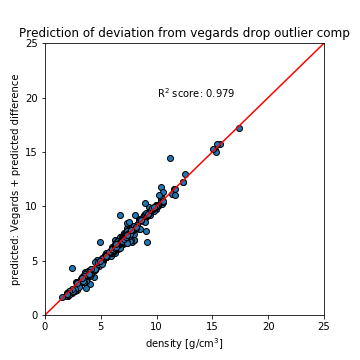 Prediction of deviation from vegards drop outlier comp
R² score: 0.979
predicted: Vegards + predicted difference
25
20
15
10
5
0
0 5 10 15 20 25
density [g/cm³]